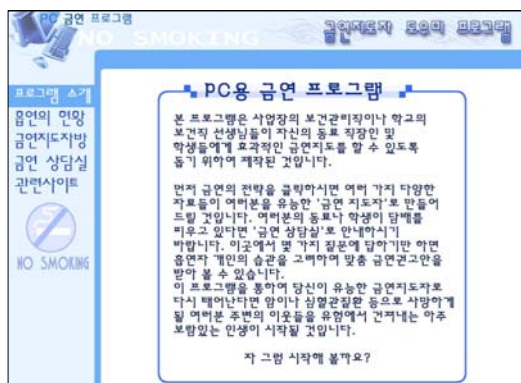 PC 금연 프로그램
NO SMOKING
금연지도자 도우미 프로그램
프로그램 소개
흡연의 현황
금연지도자방
금연 상담실
관련사이트
NO SMOKING
PC용 금연 프로그램
본 프로그램은 사업장의 보건관리직이나 학교의
보건직 선생님들이 자신의 동료 직장인 및
학생들에게 효과적인 금연지도를 할 수 있도록
돕기 위하여 제작된 것입니다.
먼저 금연의 전략을 클릭하시면 여러 가지 다양한
자료들이 여러분을 유능한 '금연 지도자'로 만들어
드릴 것입니다. 여러분의 동료나 학생이 담배를
피우고 있다면 '금연 상담실'로 안내하시기
바랍니다. 이곳에서 몇 가지 질문에 답하기만 하면
흡연자 개인의 습관을 고려하여 맞춤 금연권고안을
받아 볼 수 있습니다.
이 프로그램을 통하여 당신이 유능한 금연지도자로
다시 태어난다면 암이나 심혈관질환 등으로 사망하게
될 여러분 주변의 이웃들을 위험에서 건져내는 아주
보람있는 인생이 시작될 것입니다.
자 그럼 시작해 볼까요?